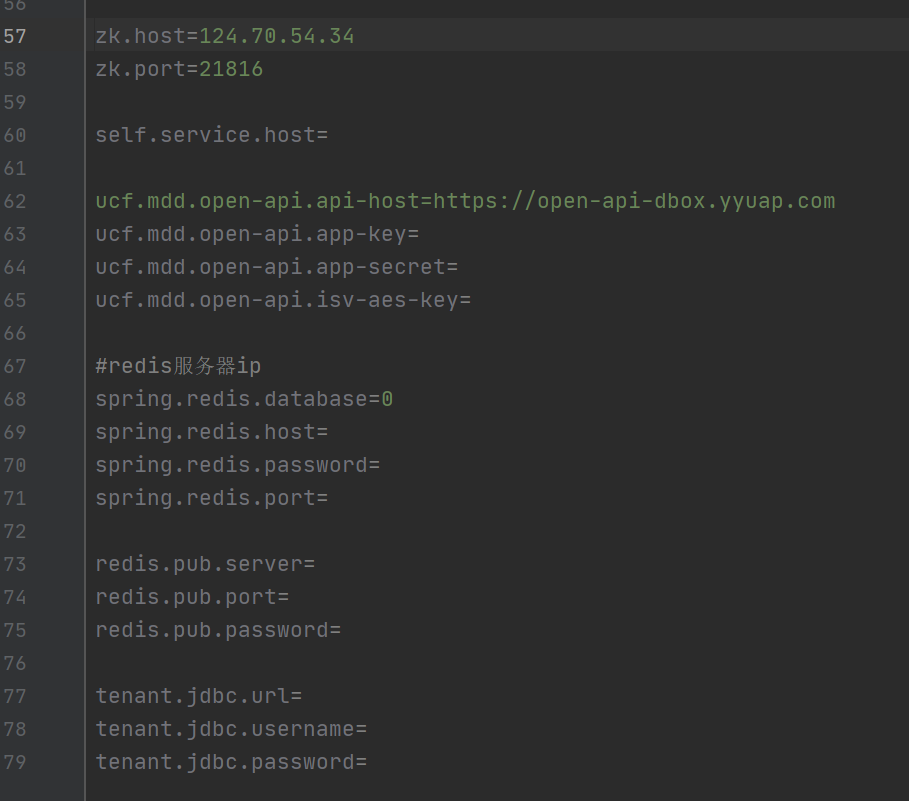 56
57 zk.host=124.70.54.34
58 zk.port=21816
59
60 self.service.host=
61
62 ucf.mdd.open-api.api-host=https://open-api-dbox.yyuap.com
63 ucf.mdd.open-api.app-key=
64 ucf.mdd.open-api.app-secret=
65 ucf.mdd.open-api.isv-aes-key=
66
67 #redis服务器ip
68 spring.redis.database=0
69 spring.redis.host=
70 spring.redis.password=
71 spring.redis.port=
72
73 redis.pub.server=
74 redis.pub.port=
75 redis.pub.password=
76
77 tenant.jdbc.url=
78 tenant.jdbc.username=
79 tenant.jdbc.password=